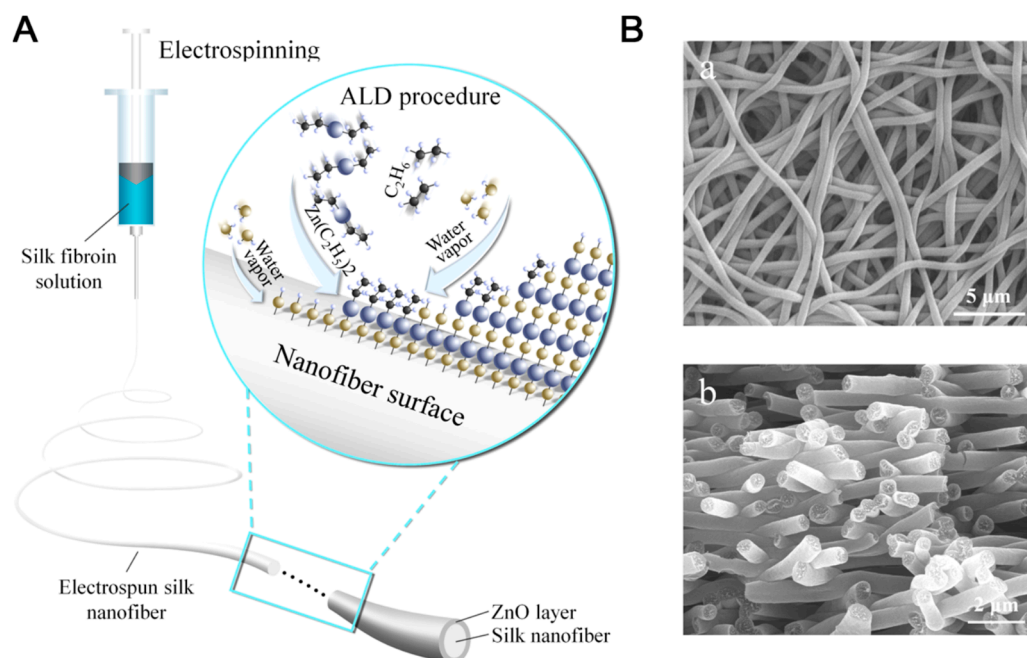 A
Electrospinning
ALD procedure
C2H6
Zn(C2H5)2
Water
vapor
Water
vapor
Silk fibroin
solution
Nanofiber surface
Electrospun silk
nanofiber
ZnO layer
Silk nanofiber
B
a
5 μm
b
2 μm